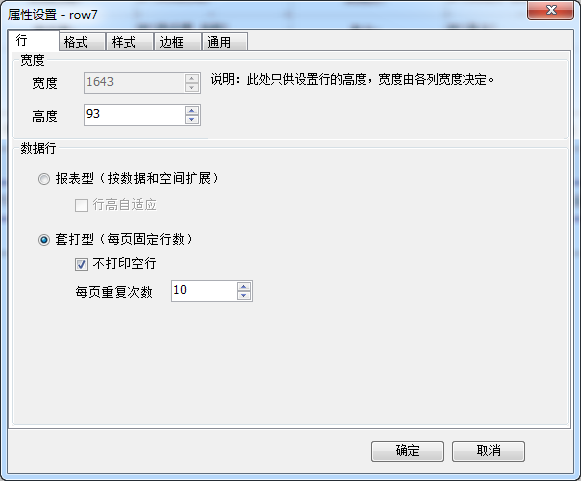 属性设置 - row7
行 格式 样式 边框 通用
宽度
宽度 1643 说明：此处只供设置行的高度，宽度由各列宽度决定。
高度 93
数据行
报表型（按数据和空间扩展）
行高自适应
套打型（每页固定行数）
不打印空行
每页重复次数 10
确定 取消